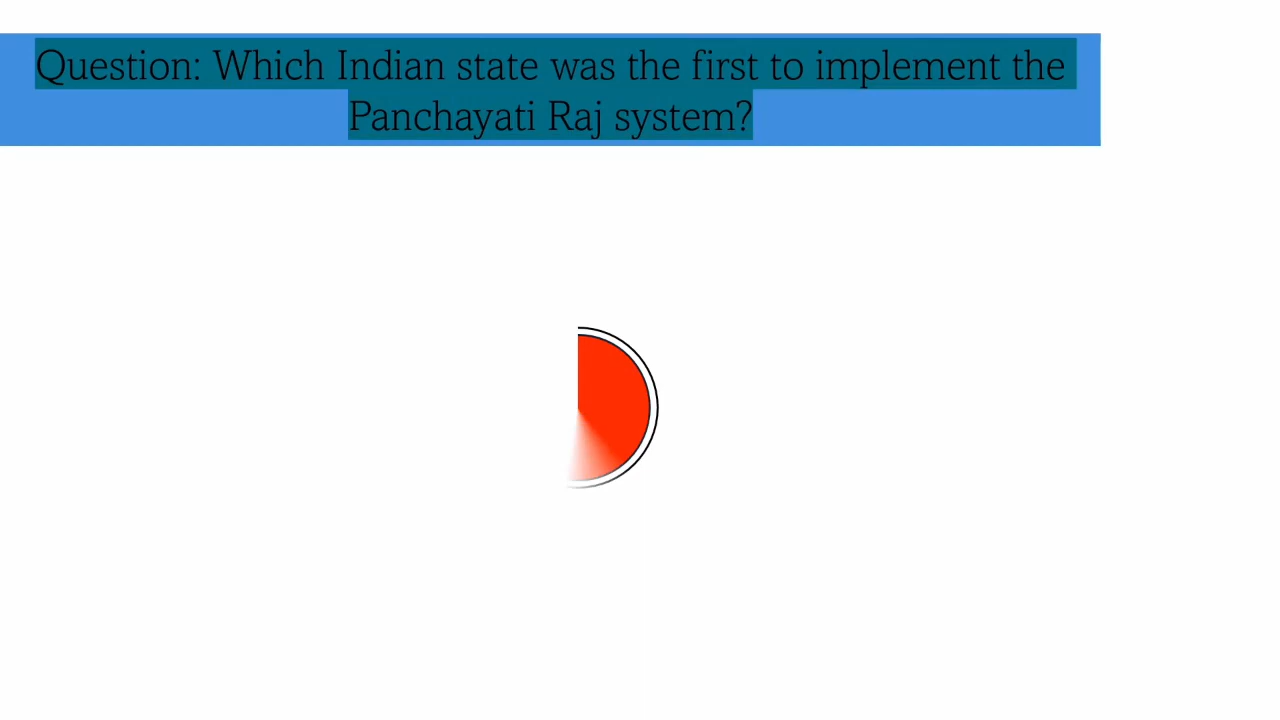 Question: Which Indian state was the first to implement the
Panchayati Raj system?